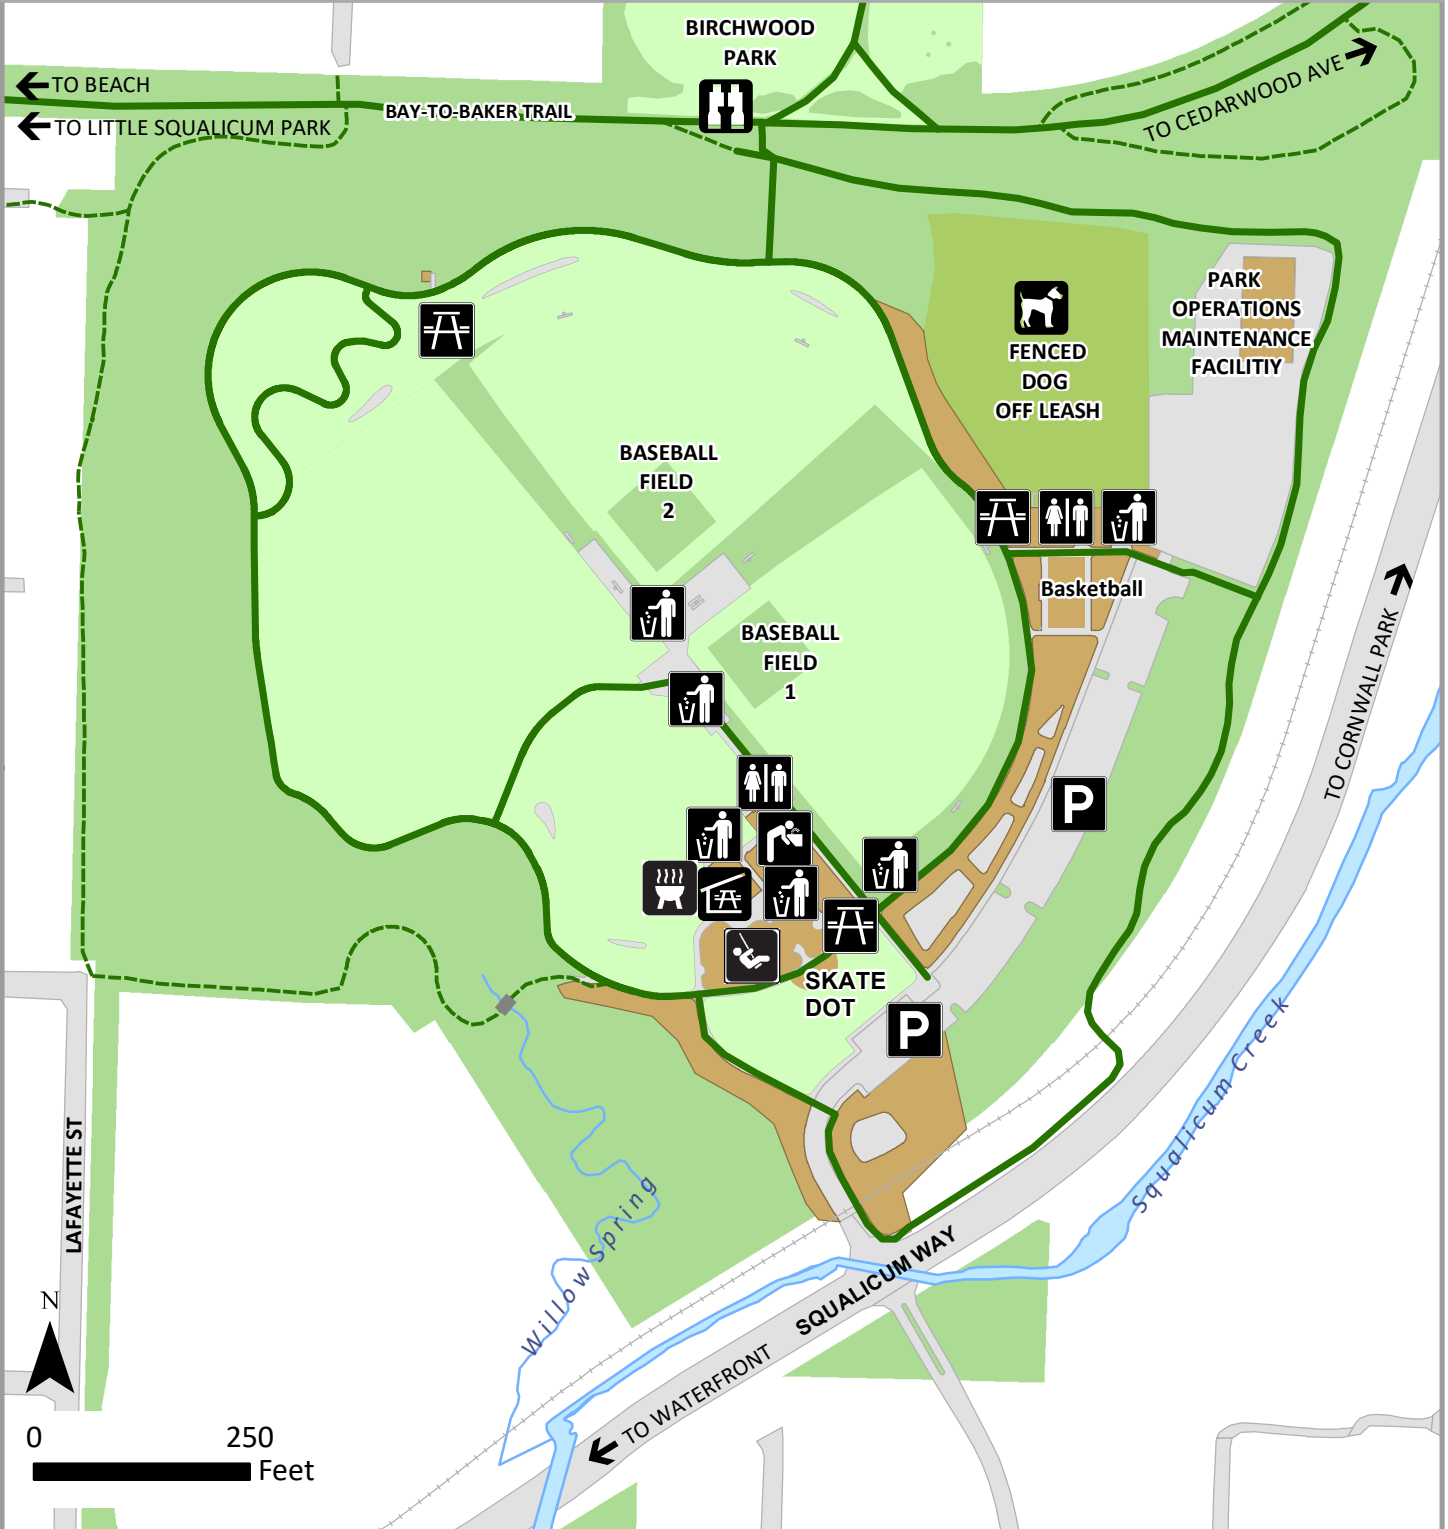 BIRCHWOOD
PARK
TO BEACH
BAY-TO-BAKER TRAIL
TO LITTLE SQUALICUM PARK
TO CEDARWOOD AVE
PARK
OPERATIONS
MAINTENANCE
FACILITIY
FENCED
DOG
OFF LEASH
BASEBALL
FIELD
2
Basketball
BASEBALL
FIELD
1
TO CORNWALL PARK
P
SKATE
DOT
P
Squalicum Creek
LAFAYETTE ST
Willow Spring
SQUALICUM WAY
TO WATERFRONT
N
0 250
Feet